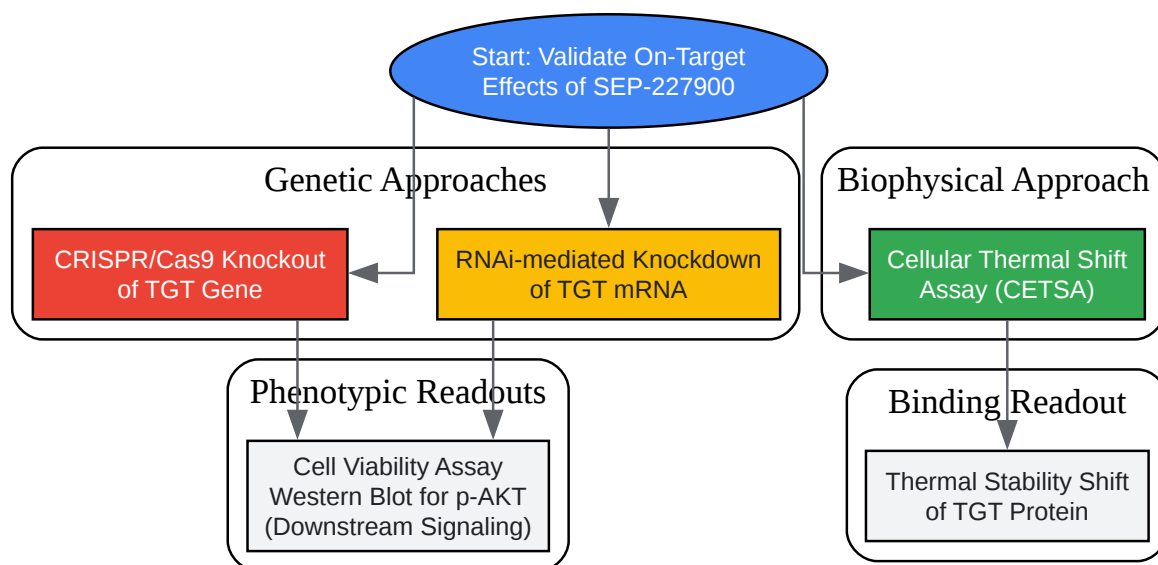 Start: Validate On-Target
Effects of SEP-227900
Genetic Approaches
Biophysical Approach
CRISPR/Cas9 Knockout
of TGT Gene
RNAi-mediated Knockdown
of TGT mRNA
Cellular Thermal Shift
Assay (CETSA)
Phenotypic Readouts
Binding Readout
Cell Viability Assay
Western Blot for p-AKT
(Downstream Signaling)
Thermal Stability Shift
of TGT Protein